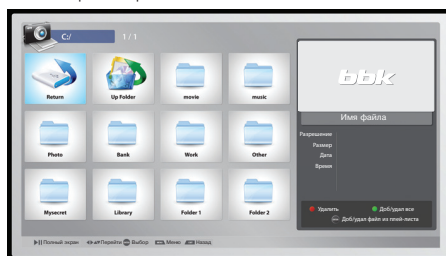 C:/ 1 / 1
Return Up Folder movie music
bbk
Имя файла
Photo Bank Work Other
Разрешение
Размер
Дата
Время
Mysecret Library Folder 1 Folder 2
Удалить Доб/удал все
Доб/удал файл из плей-листа
Полный экран Перейти Выбор Меню Назад